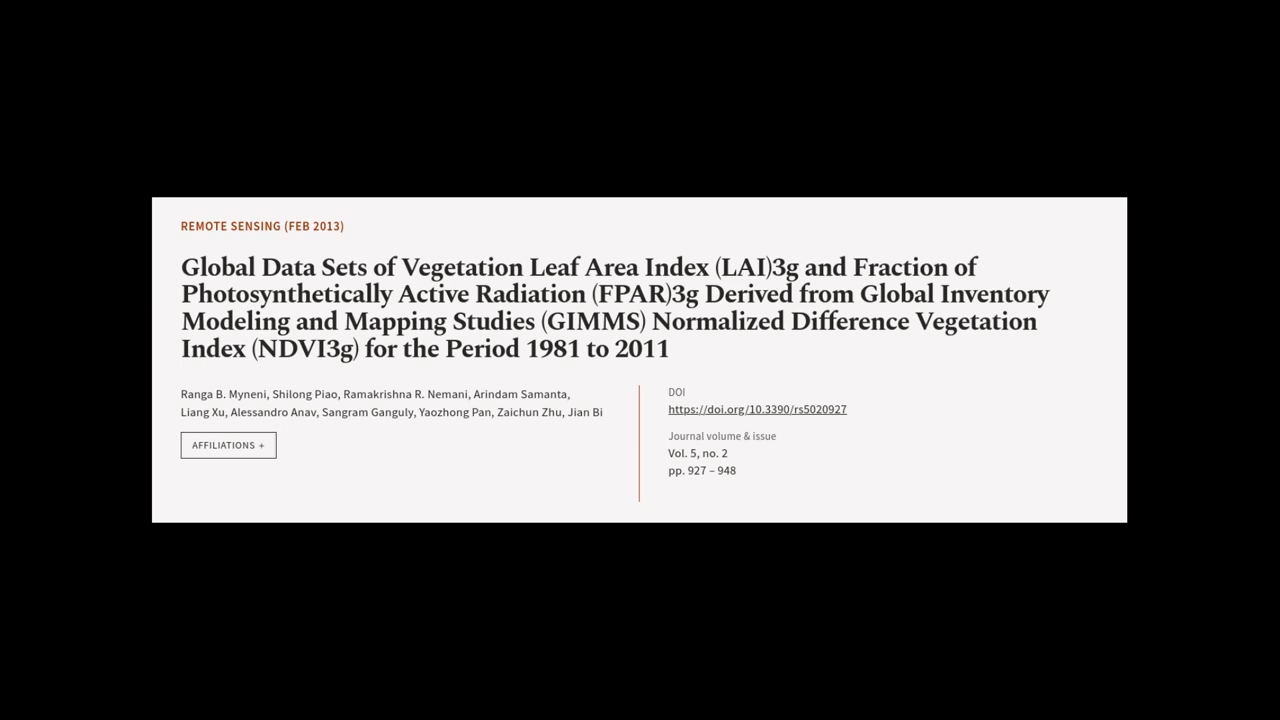 REMOTE SENSING (FEB 2013)
Global Data Sets of Vegetation Leaf Area Index (LAI)3g and Fraction of
Photosynthetically Active Radiation (FPAR)3g Derived from Global Inventory
Modeling and Mapping Studies (GIMMS) Normalized Difference Vegetation
Index (NDVI3g) for the Period 1981 to 2011
Ranga B. Myneni, Shilong Piao, Ramakrishna R. Nemani, Arindam Samanta,
Liang Xu, Alessandro Anav, Sangram Ganguly, Yaozhong Pan, Zaichun Zhu, Jian Bi
AFFILIATIONS +
DOI
https://doi.org/10.3390/rs5020927
Journal volume & issue
Vol. 5, no. 2
pp. 927 – 948